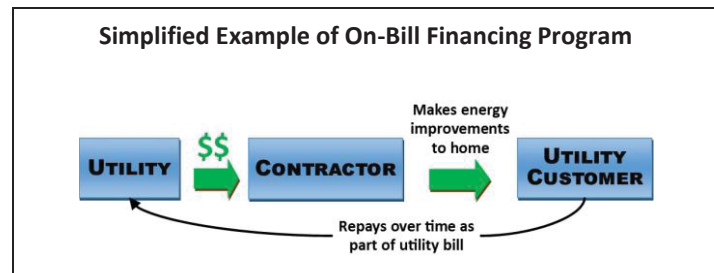 Simplified Example of On-Bill Financing Program
Makes energy
improvements
to home
$$
UTILITY
CONTRACTOR
UTILITY
CUSTOMER
Repays over time as
part of utility bill